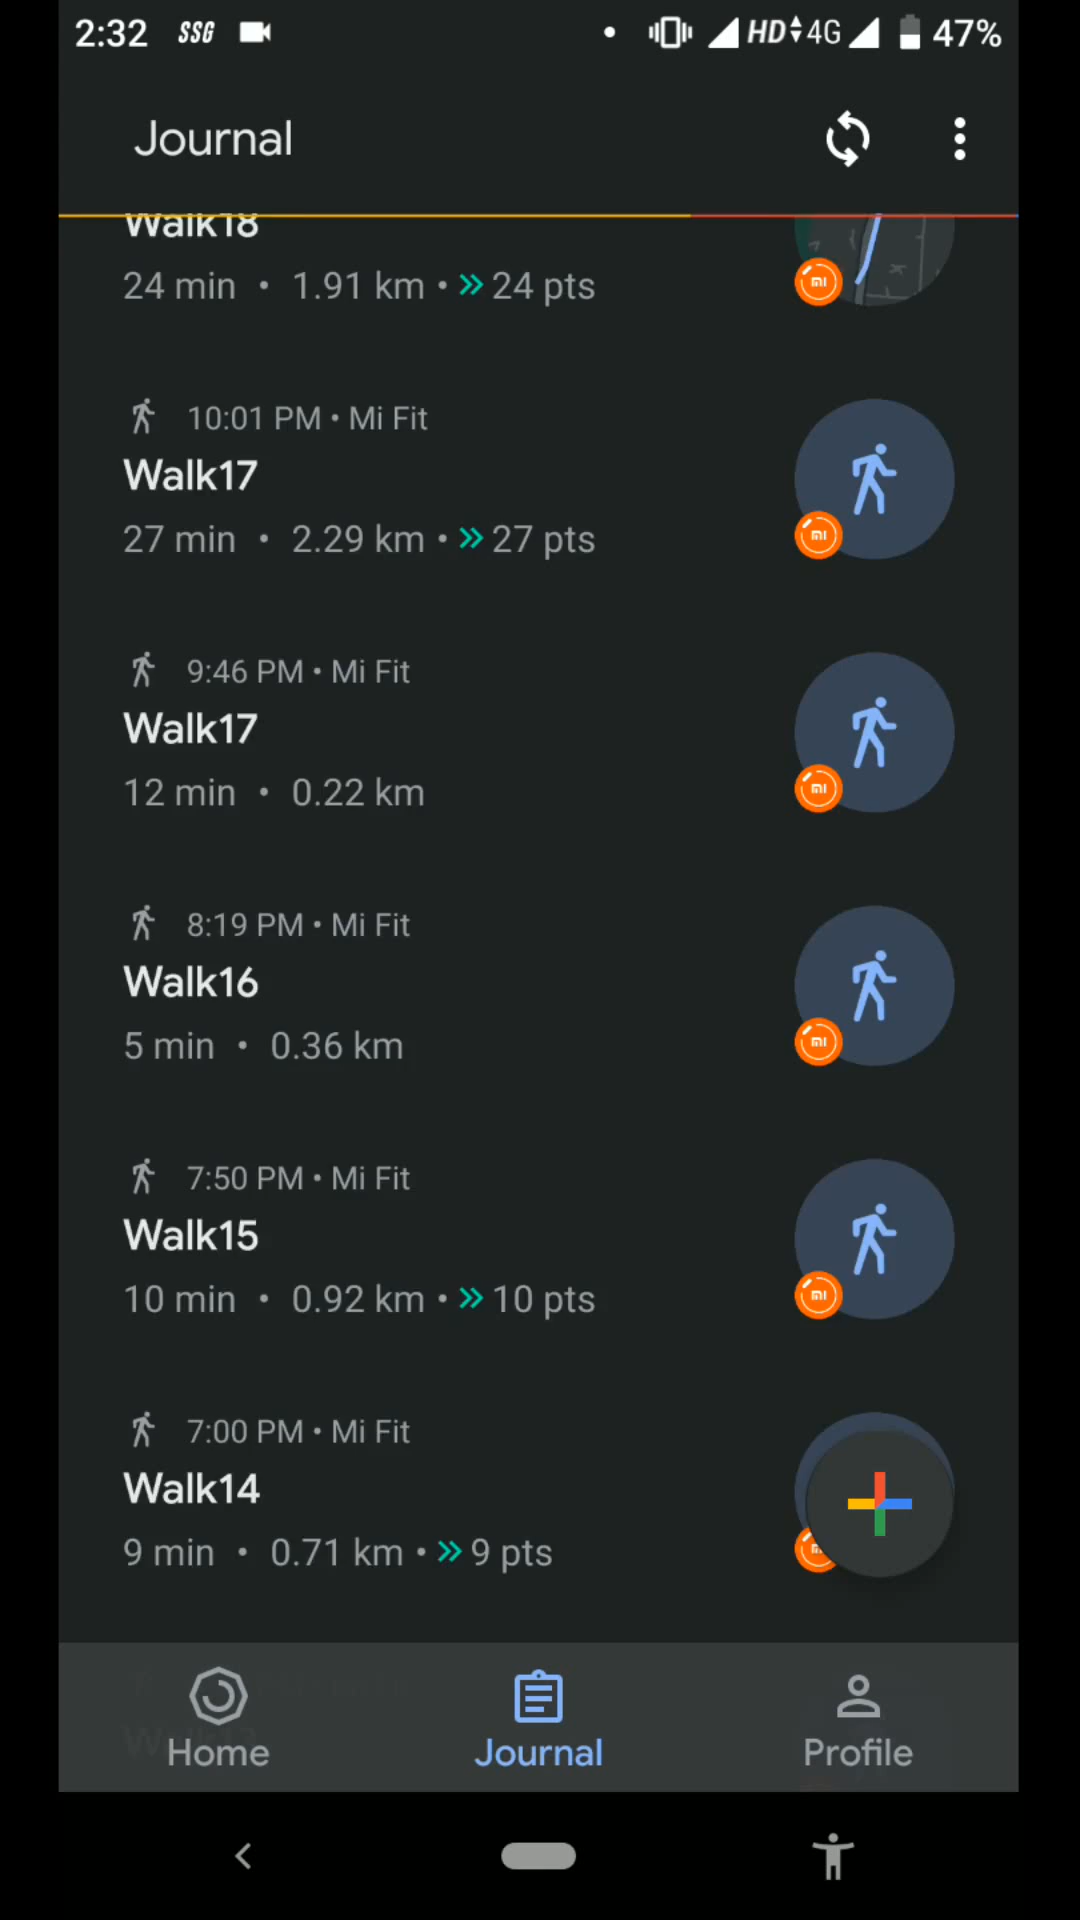 2:32 SSG HD 4G 47%
Journal
Walk18
24 min • 1.91 km • 24 pts
10:01 PM • Mi Fit
Walk17
27 min • 2.29 km • 27 pts
9:46 PM • Mi Fit
Walk17
12 min • 0.22 km
8:19 PM • Mi Fit
Walk16
5 min • 0.36 km
7:50 PM • Mi Fit
Walk15
10 min • 0.92 km • 10 pts
7:00 PM • Mi Fit
Walk14
9 min • 0.71 km • 9 pts
Home Journal Profile